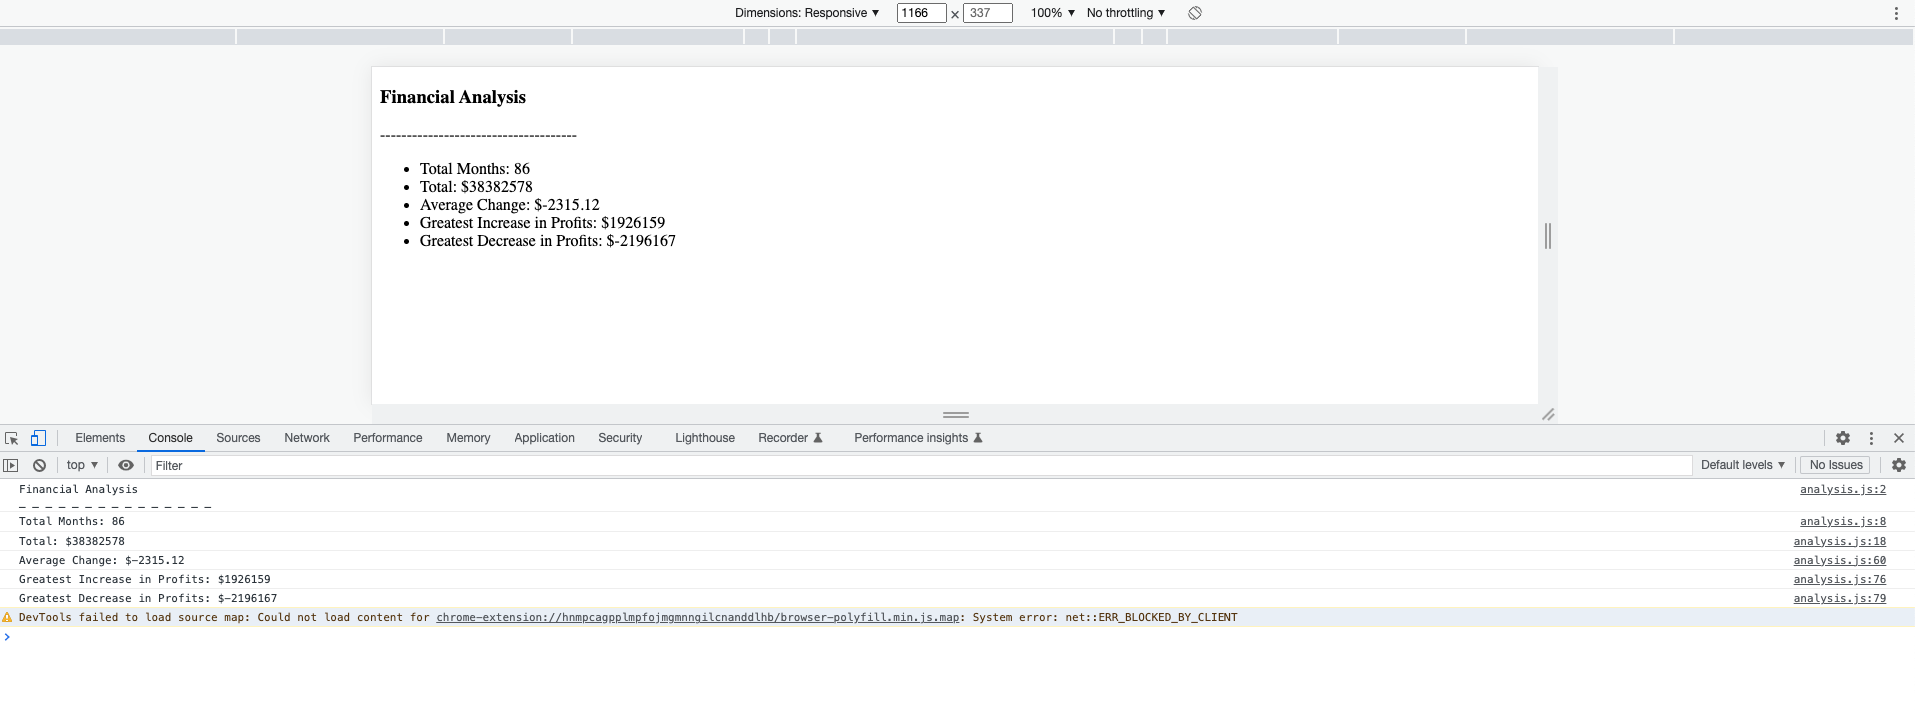 Dimensions: Responsive ▼ 1166 × 337 100% ▼ No throttling ▼
Financial Analysis
-------------------------------------
• Total Months: 86
• Total: $38382578
• Average Change: $-2315.12
• Greatest Increase in Profits: $1926159
• Greatest Decrease in Profits: $-2196167
Elements Console Sources Network Performance Memory Application Security Lighthouse Recorder Performance insights
top ▼ Filter Default levels ▼ No Issues
Financial Analysis analysis.js:2
_ _ _ _ _ _ _ _ _ _ _ _ _ _ _
Total Months: 86 analysis.js:8
Total: $38382578 analysis.js:18
Average Change: $-2315.12 analysis.js:60
Greatest Increase in Profits: $1926159 analysis.js:76
Greatest Decrease in Profits: $-2196167 analysis.js:79
DevTools failed to load source map: Could not load content for chrome-extension://hnmpcagpplmpfojmgmnngilcnanddlhb/browser-polyfill.min.js.map: System error: net::ERR_BLOCKED_BY_CLIENT
>